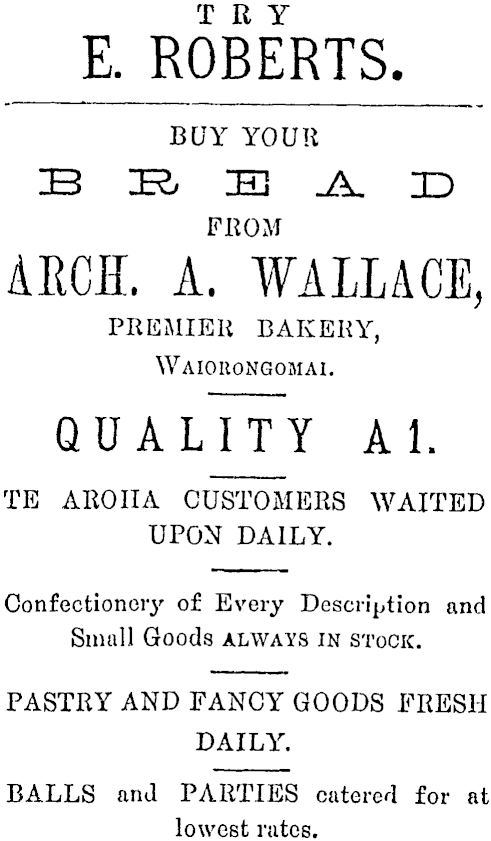 TRY
E. ROBERTS.
BUY YOUR
BREAD
FROM
ARCH. A. WALLACE,
PREMIER BAKERY,
WAIORONGOMAI.
QUALITY A1.
TE AROHA CUSTOMERS WAITED
UPON DAILY.
Confectionery of Every Description and
Small Goods ALWAYS IN STOCK.
PASTRY AND FANCY GOODS FRESH
DAILY.
BALLS and PARTIES catered for at
lowest rates.